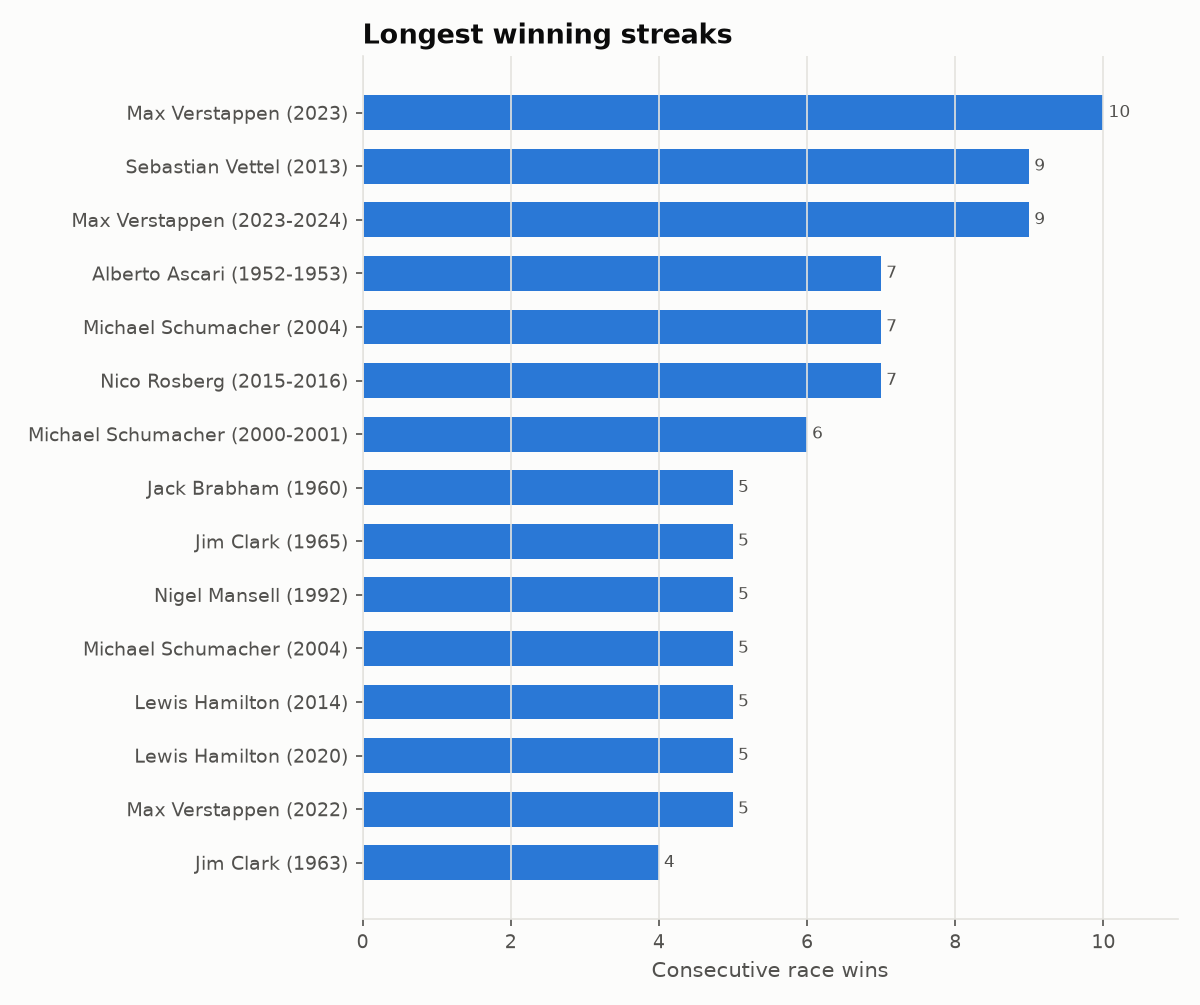 Longest winning streaks
Max Verstappen (2023) 10
Sebastian Vettel (2013) 9
Max Verstappen (2023-2024) 9
Alberto Ascari (1952-1953) 7
Michael Schumacher (2004) 7
Nico Rosberg (2015-2016) 7
Michael Schumacher (2000-2001) 6
Jack Brabham (1960) 5
Jim Clark (1965) 5
Nigel Mansell (1992) 5
Michael Schumacher (2004) 5
Lewis Hamilton (2014) 5
Lewis Hamilton (2020) 5
Max Verstappen (2022) 5
Jim Clark (1963) 4
0 2 4 6 8 10
Consecutive race wins